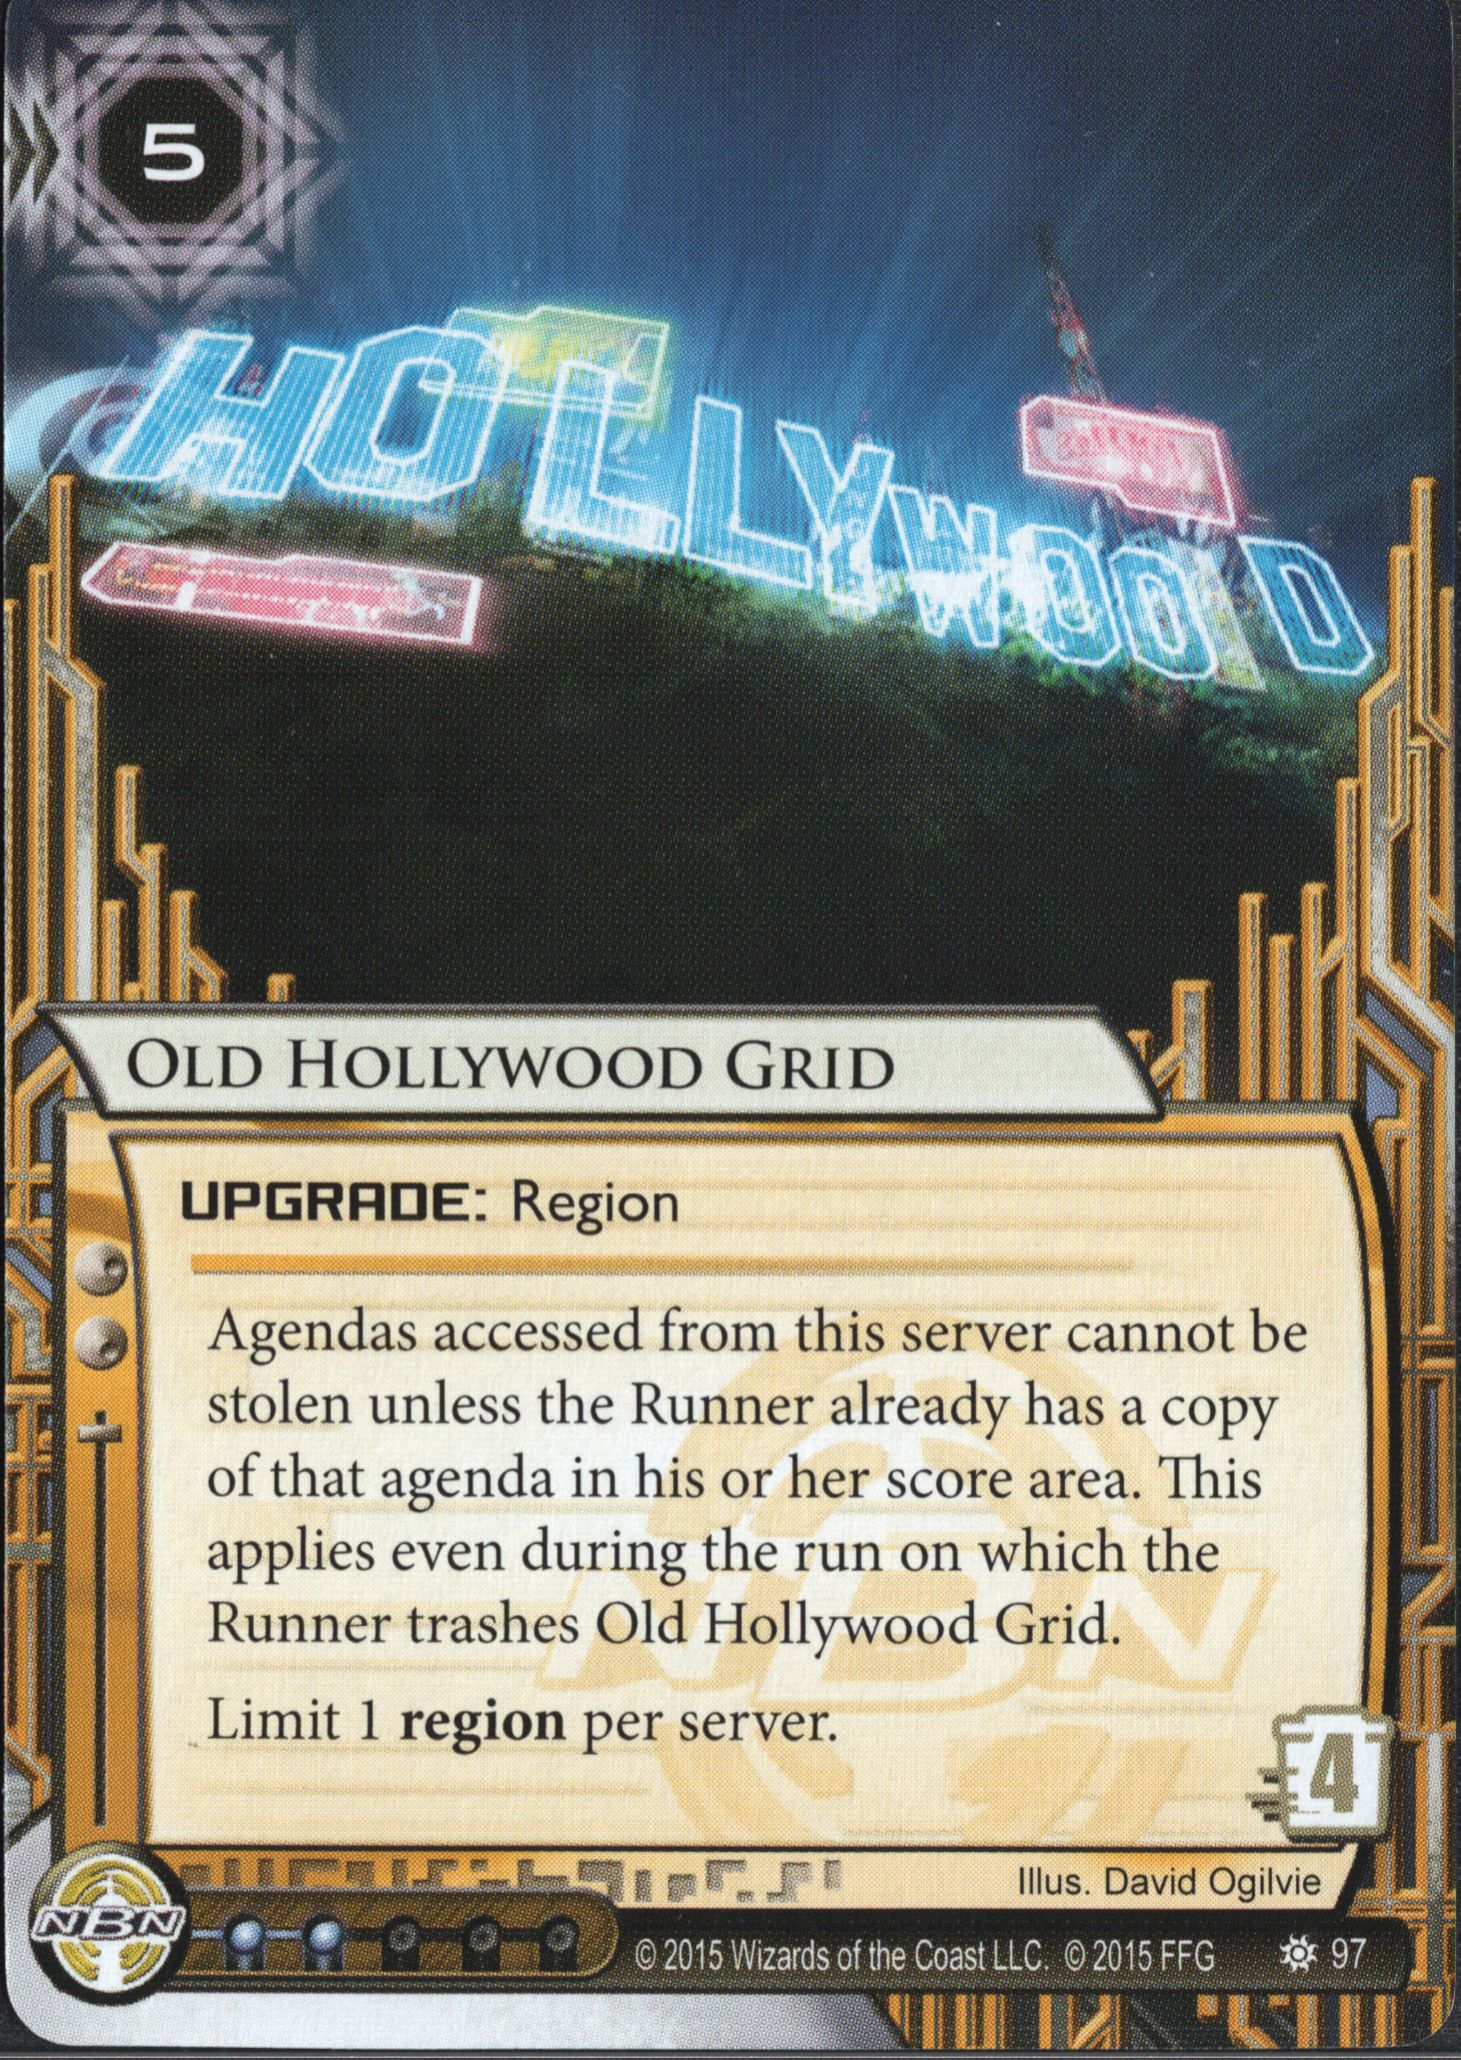 5
HOLLYWOOD
OLD HOLLYWOOD GRID
UPGRADE: Region
Agendas accessed from this server cannot be
stolen unless the Runner already has a copy
of that agenda in his or her score area. This
applies even during the run on which the
Runner trashes Old Hollywood Grid.
Limit 1 region per server.
4
Illus. David Ogilvie
NBN
© 2015 Wizards of the Coast LLC. © 2015 FFG
97